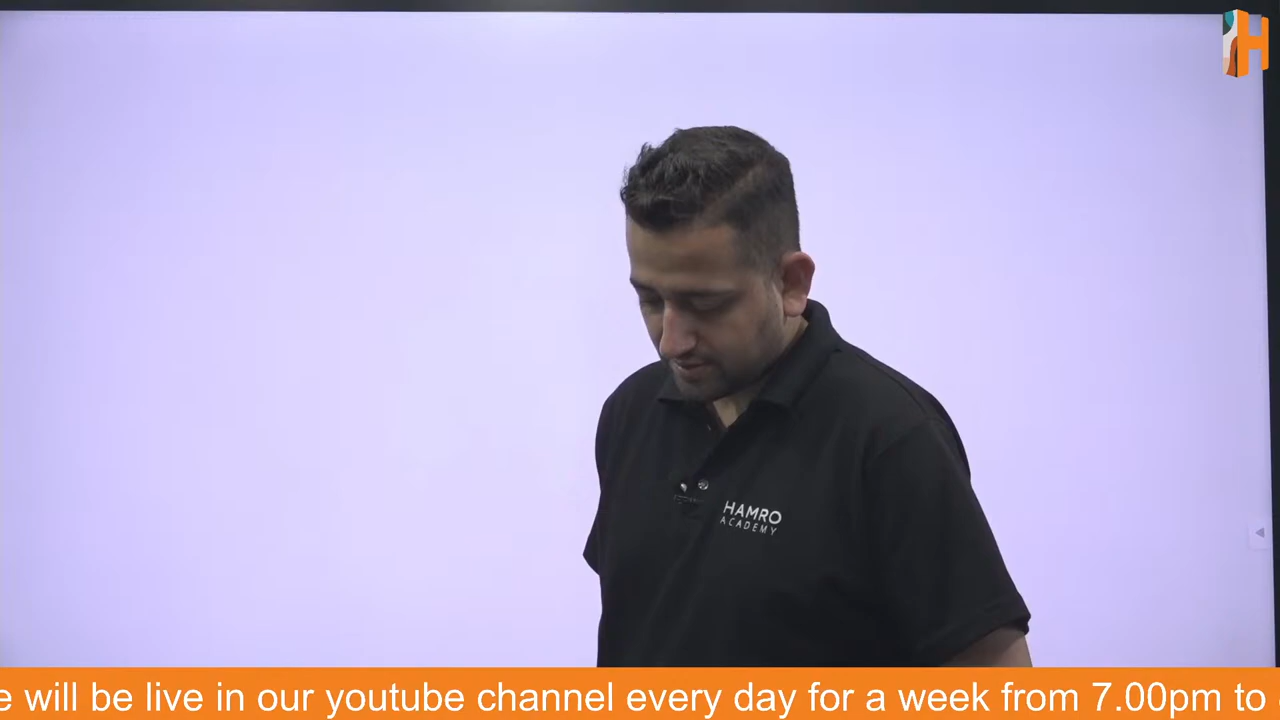 H
HAMRO
ACADEMY
will be live in our youtube channel every day for a week from 7.00pm to